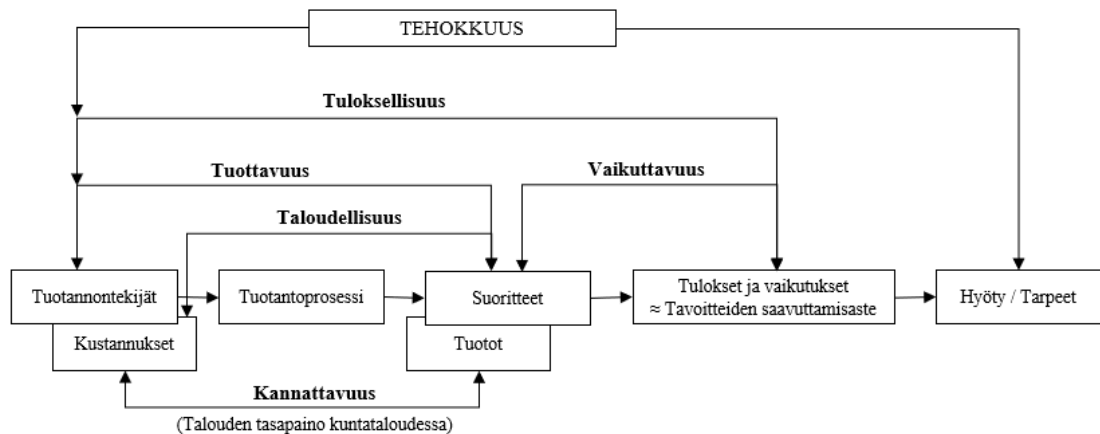 TEHOKKUUS
Tuloksellisuus
Tuottavuus
Vaikuttavuus
Taloudellisuus
Tuotannontekijät
Tuotantoprosessi
Suoritteet
Tulokset ja vaikutukset
≈ Tavoitteiden saavuttamisaste
Hyöty / Tarpeet
Kustannukset
Tuotot
Kannattavuus
(Talouden tasapaino kuntataloudessa)